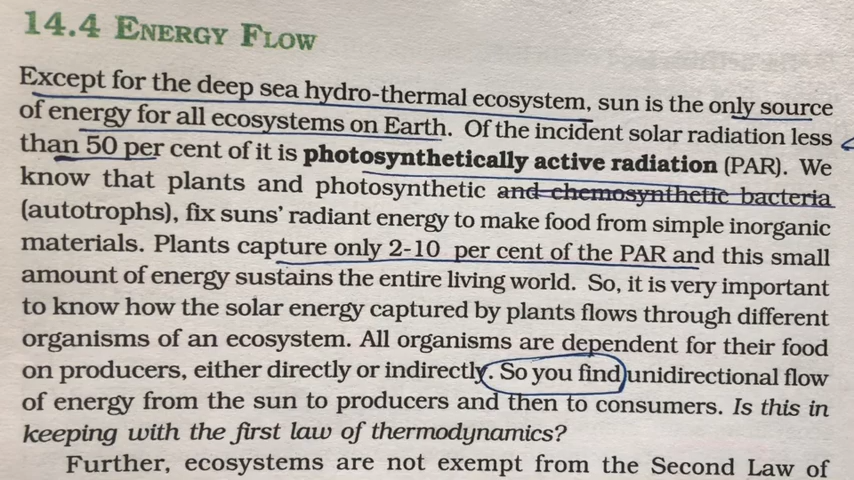 14.4 ENERGY FLOW
Except for the deep sea hydro-thermal ecosystem, sun is the only source
of energy for all ecosystems on Earth. Of the incident solar radiation less
than 50 per cent of it is photosynthetically active radiation (PAR). We
know that plants and photosynthetic and chemosynthetic bacteria
(autotrophs), fix suns' radiant energy to make food from simple inorganic
materials. Plants capture only 2-10 per cent of the PAR and this small
amount of energy sustains the entire living world. So, it is very important
to know how the solar energy captured by plants flows through different
organisms of an ecosystem. All organisms are dependent for their food
on producers, either directly or indirectly. So you find unidirectional flow
of energy from the sun to producers and then to consumers. Is this in
keeping with the first law of thermodynamics?
Further, ecosystems are not exempt from the Second Law of